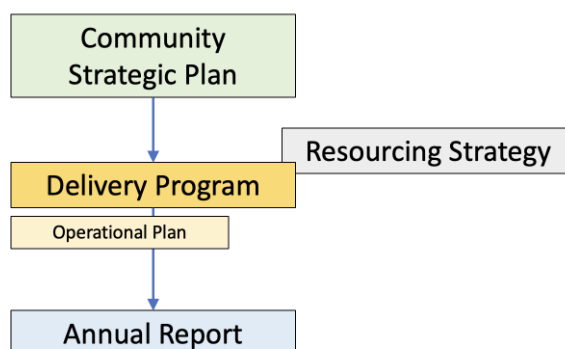 Community
Strategic Plan
Resourcing Strategy
Delivery Program
Operational Plan
Annual Report